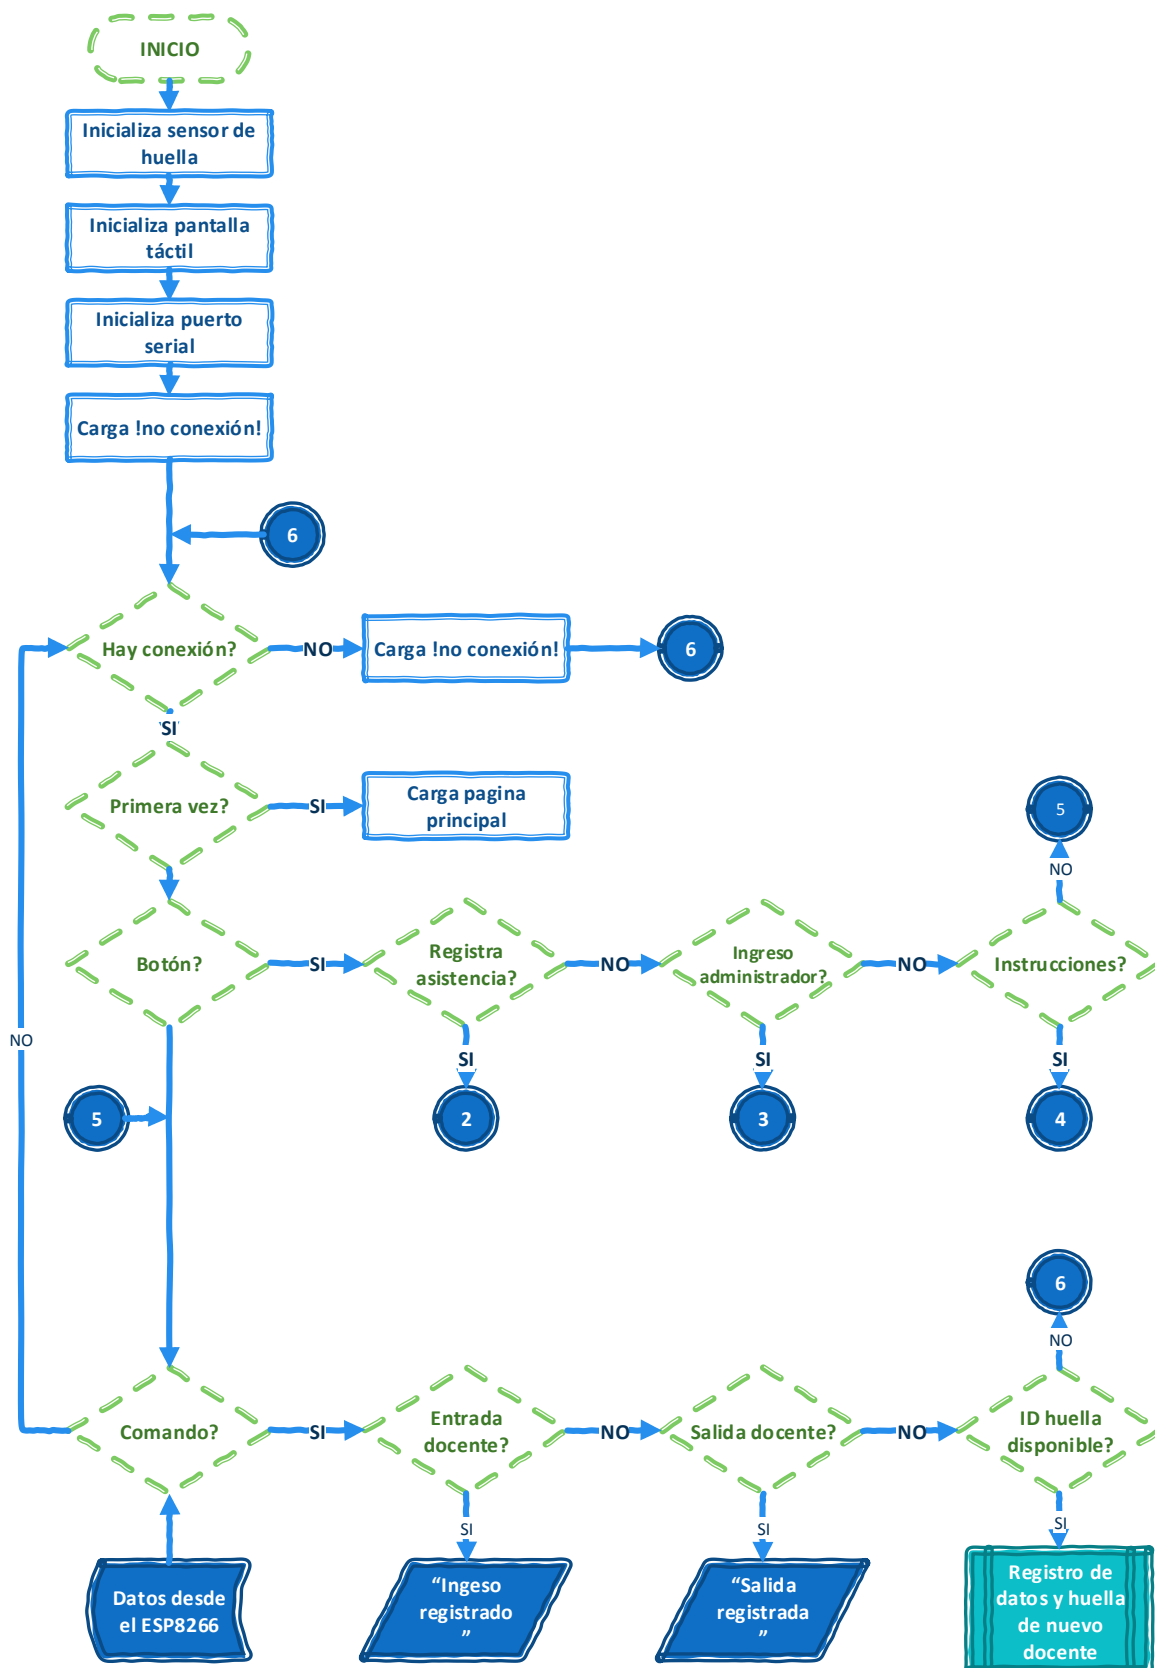 INICIO
Inicializa sensor de
huella
Inicializa pantalla
táctil
Inicializa puerto
serial
Carga !no conexión!
6
Hay conexión?
NO
Carga !no conexión!
6
SI
Primera vez?
SI
Carga pagina
principal
5
NO
Botón?
SI
Registra
asistencia?
NO
Ingreso
administrador?
NO
Instrucciones?
NO
SI
SI
SI
5
2
3
4
6
NO
Comando?
SI
Entrada
docente?
NO
Salida docente?
NO
ID huella
disponible?
SI
SI
SI
Datos desde
el ESP8266
“Ingeso
registrado
”
“Salida
registrada
”
Registro de
datos y huella
de nuevo
docente